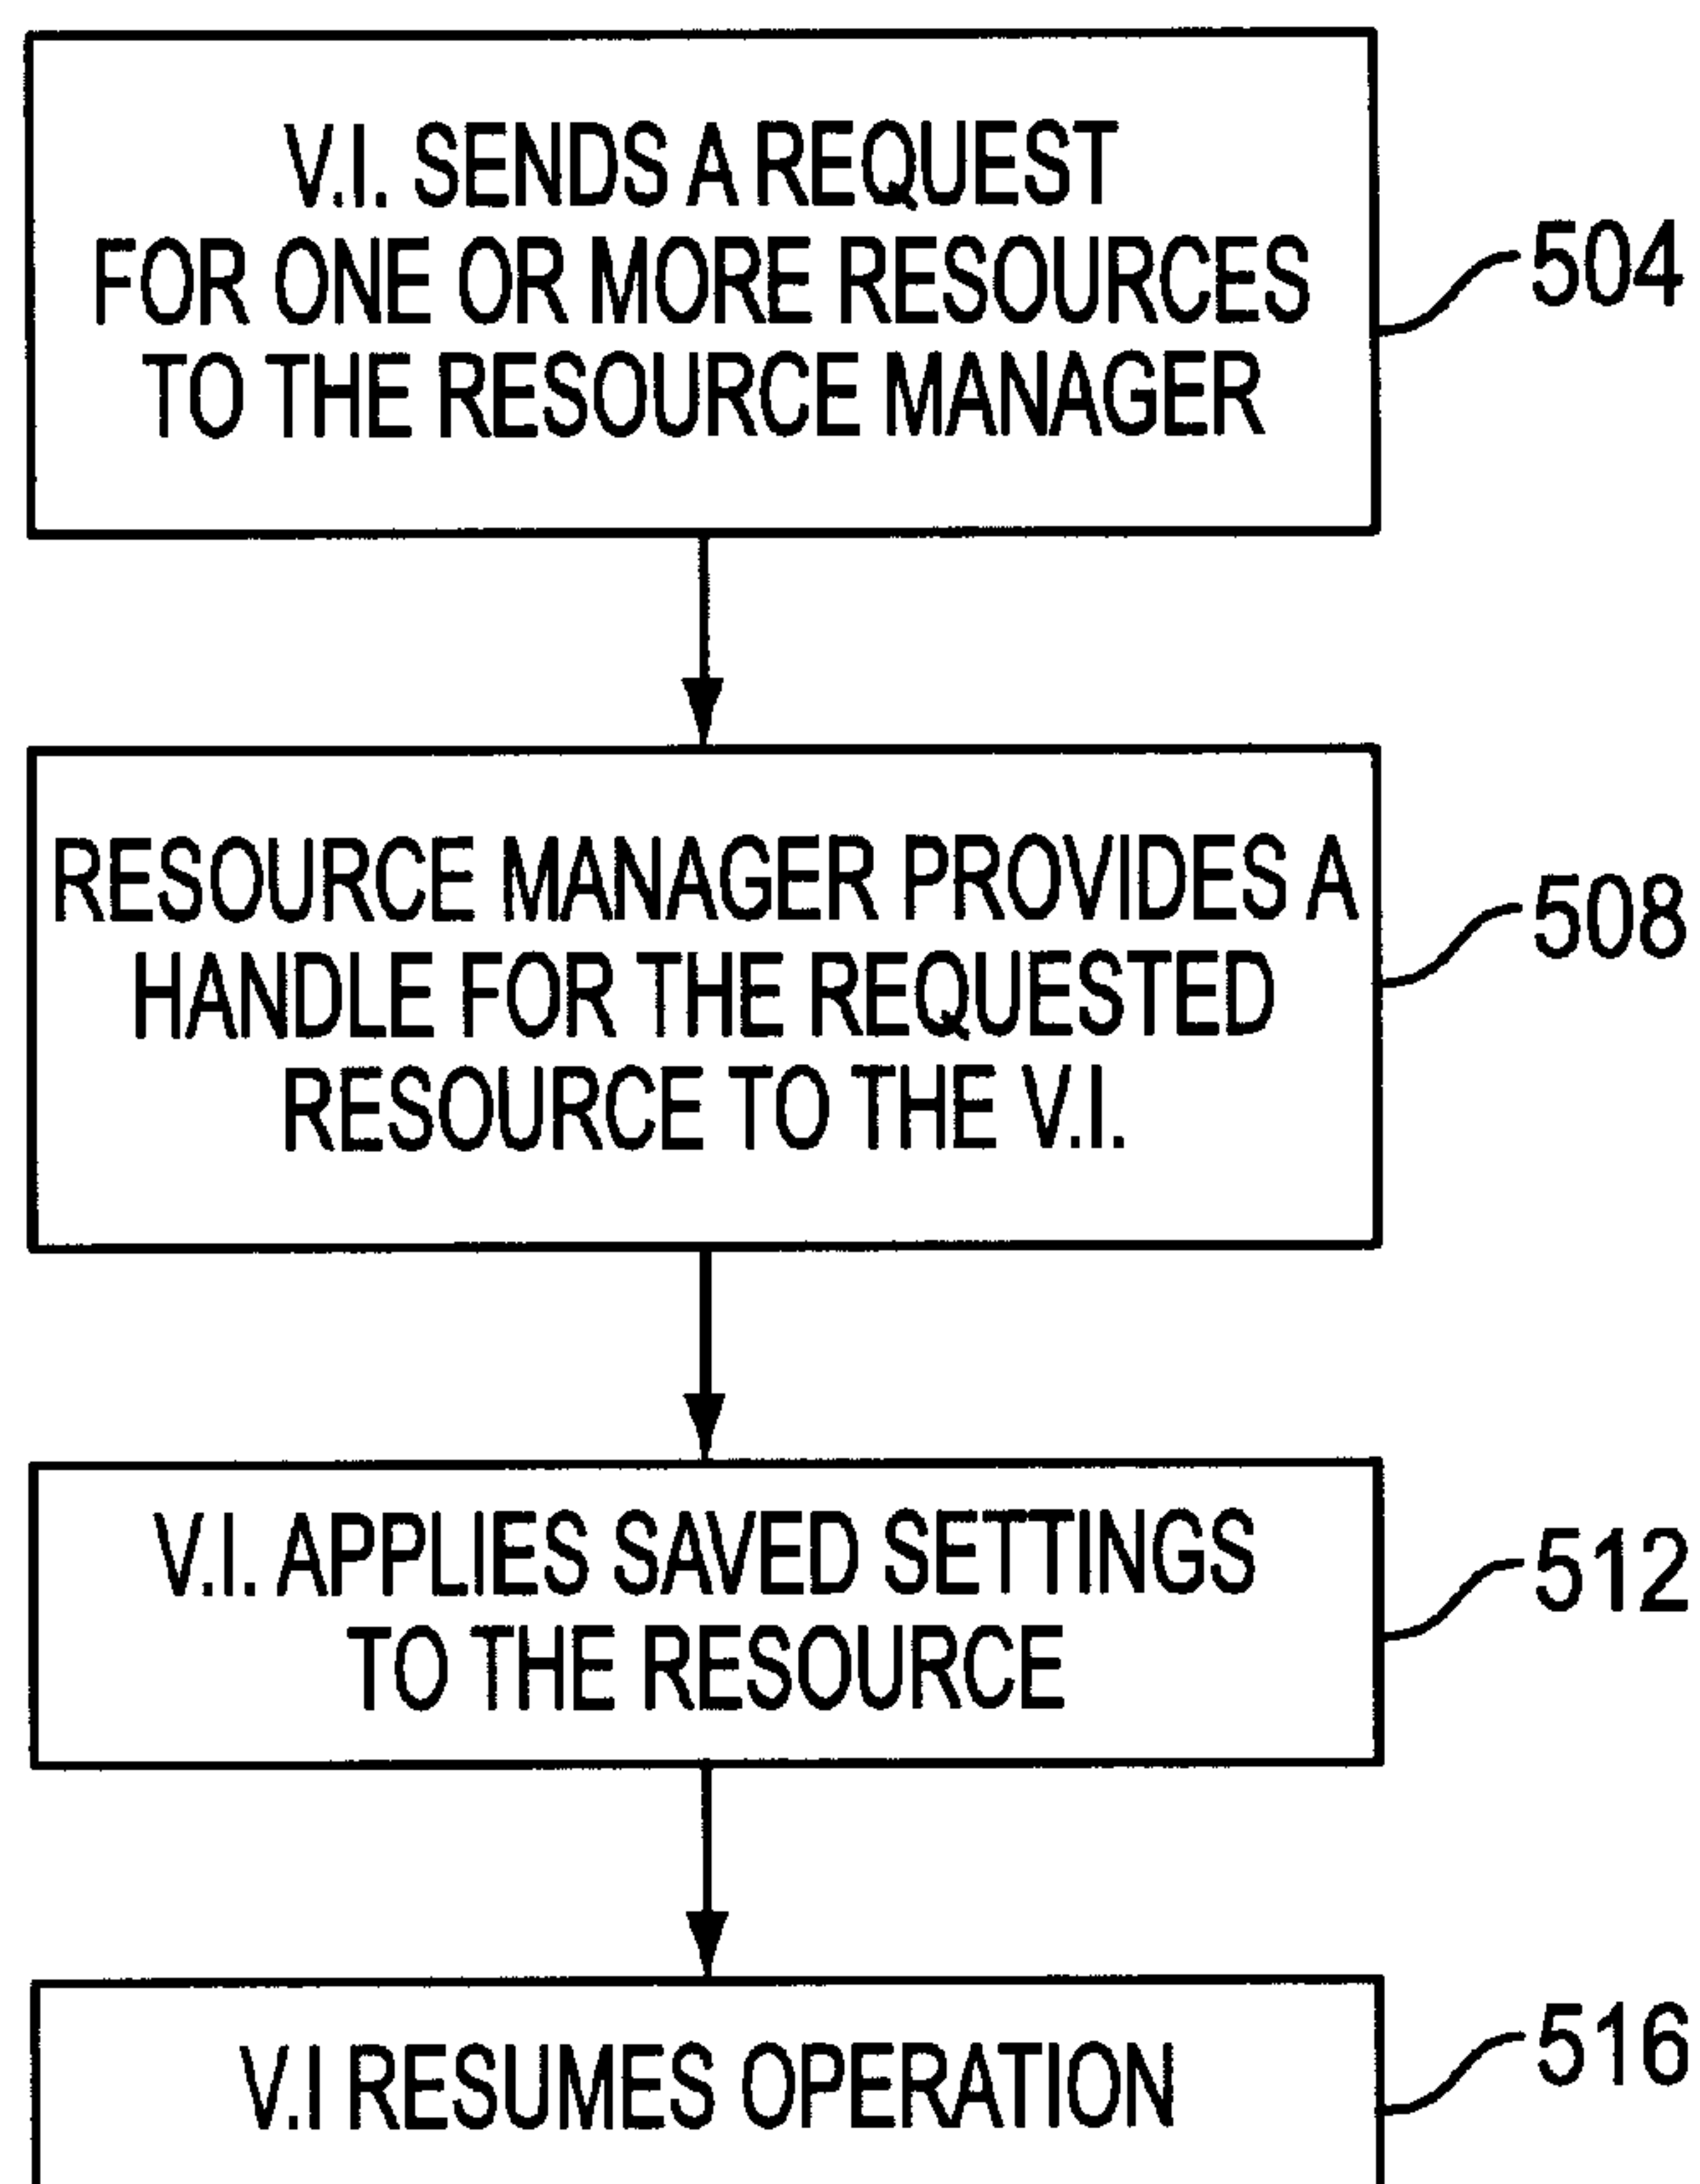 V.I. SENDS A REQUEST
FOR ONE OR MORE RESOURCES
TO THE RESOURCE MANAGER
504
RESOURCE MANAGER PROVIDES A
HANDLE FOR THE REQUESTED
RESOURCE TO THE V.I.
508
V.I. APPLIES SAVED SETTINGS
TO THE RESOURCE
512
V.I RESUMES OPERATION
516